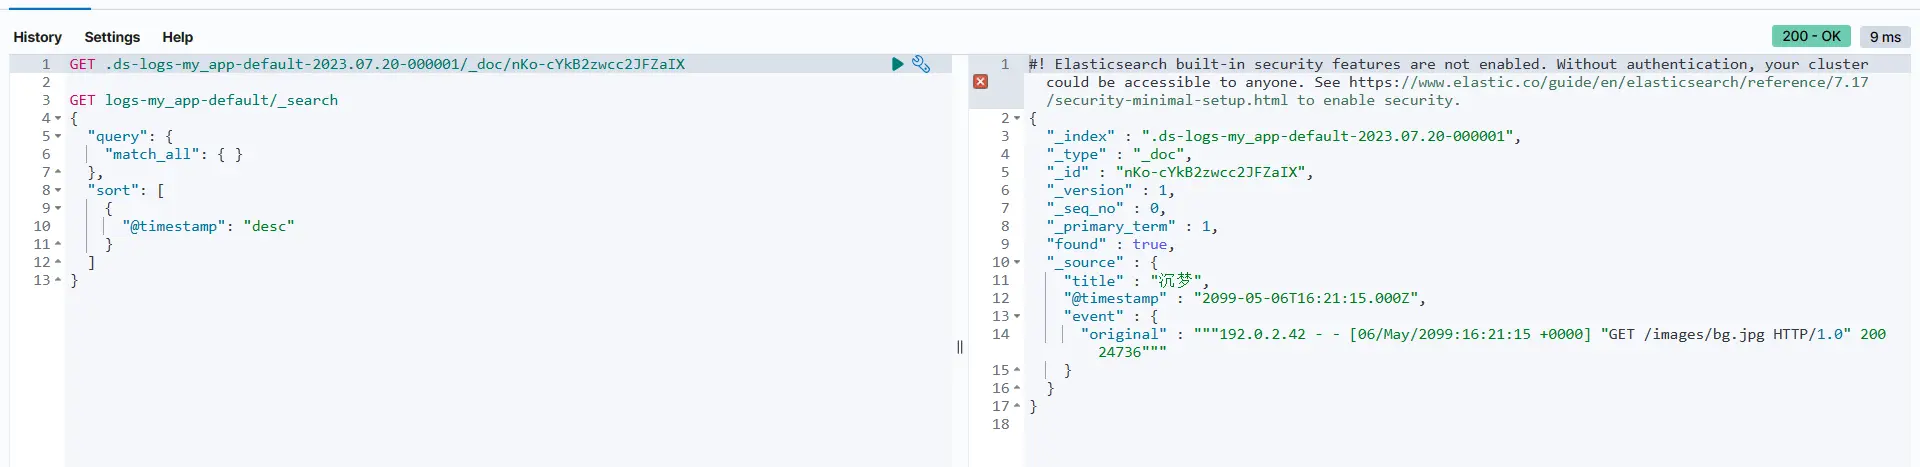 History Settings Help
200 - OK 9 ms
1 GET .ds-logs-my_app-default-2023.07.20-000001/_doc/nKo-cYkB2zwcc2JFZaIX
2
3 GET logs-my_app-default/_search
4 {
5 "query": {
6 "match_all": { }
7 },
8 "sort": [
9 {
10 "@timestamp": "desc"
11 }
12 ]
13 }
1 #! Elasticsearch built-in security features are not enabled. Without authentication, your cluster
could be accessible to anyone. See https://www.elastic.co/guide/en/elasticsearch/reference/7.17
/security-minimal-setup.html to enable security.
2 {
3 "_index" : ".ds-logs-my_app-default-2023.07.20-000001",
4 "_type" : "_doc",
5 "_id" : "nKo-cYkB2zwcc2JFZaIX",
6 "_version" : 1,
7 "_seq_no" : 0,
8 "_primary_term" : 1,
9 "found" : true,
10 "_source" : {
11 "title" : "沉梦",
12 "@timestamp" : "2099-05-06T16:21:15.000Z",
13 "event" : {
14 "original" : """192.0.2.42 - - [06/May/2099:16:21:15 +0000] "GET /images/bg.jpg HTTP/1.0" 200
24736"""
15 }
16 }
17 }
18